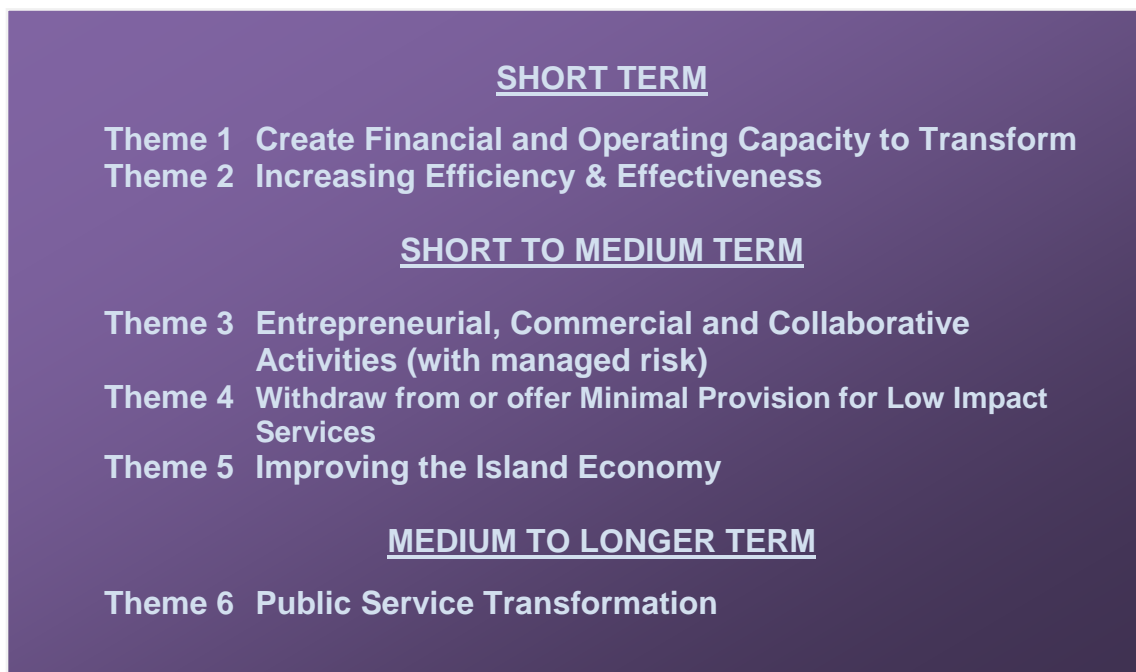 SHORT TERM
Theme 1 Create Financial and Operating Capacity to Transform
Theme 2 Increasing Efficiency & Effectiveness
SHORT TO MEDIUM TERM
Theme 3 Entrepreneurial, Commercial and Collaborative
Activities (with managed risk)
Theme 4 Withdraw from or offer Minimal Provision for Low Impact
Services
Theme 5 Improving the Island Economy
MEDIUM TO LONGER TERM
Theme 6 Public Service Transformation